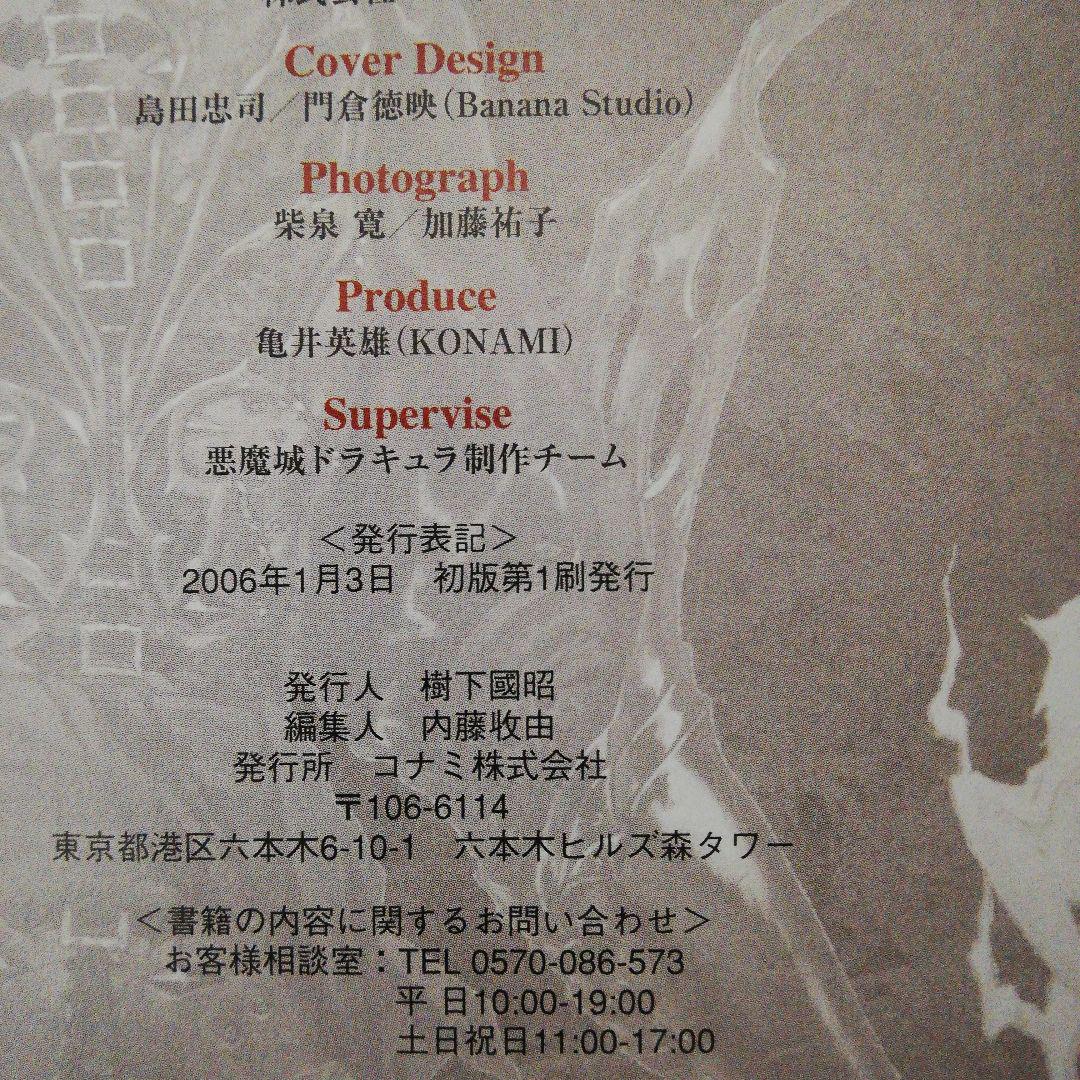 Cover Design
島田忠司／門倉徳映(Banana Studio)
Photograph
柴泉 寛／加藤祐子
Produce
亀井英雄(KONAMI)
Supervise
悪魔城ドラキュラ制作チーム
＜発行表記＞
2006年1月3日　初版第1刷発行
発行人　樹下國昭
編集人　内藤收由
発行所　コナミ株式会社
〒106-6114
東京都港区六本木6-10-1　六本木ヒルズ森タワー
＜書籍の内容に関するお問い合わせ＞
お客様相談室：TEL 0570-086-573
平 日10:00-19:00
土日祝日11:00-17:00